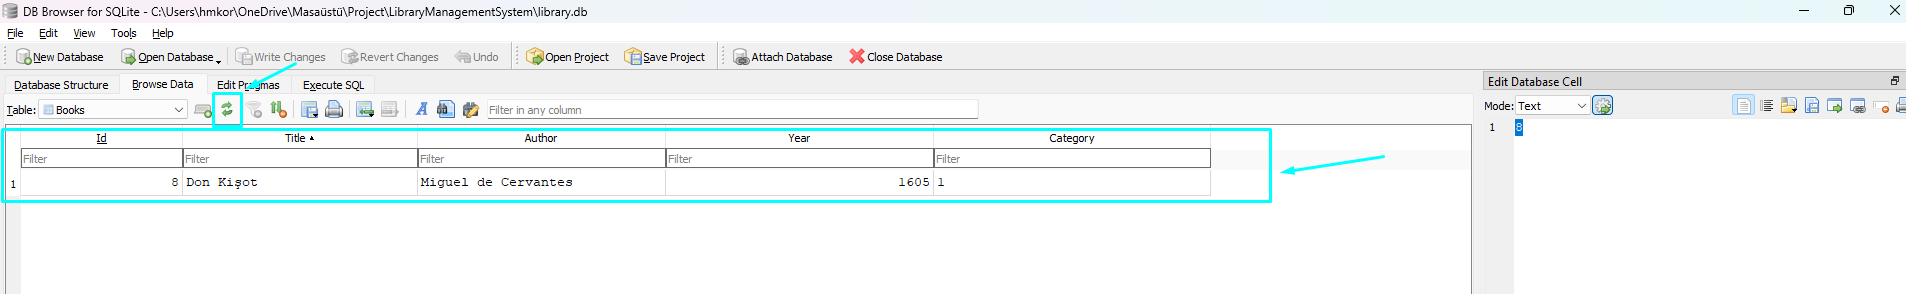 DB Browser for SQLite - C:\Users\hmkor\OneDrive\Masaüstü\Project\LibraryManagementSystem\library.db
File Edit View Tools Help
New Database Open Database Write Changes Revert Changes Undo Open Project Save Project Attach Database Close Database
Database Structure Browse Data Edit Pragmas Execute SQL
Table: Books Filter in any column
Id Title Author Year Category
Filter Filter Filter Filter Filter
1 8 Don Kişot Miguel de Cervantes 1605 1
Edit Database Cell
Mode: Text
1 8